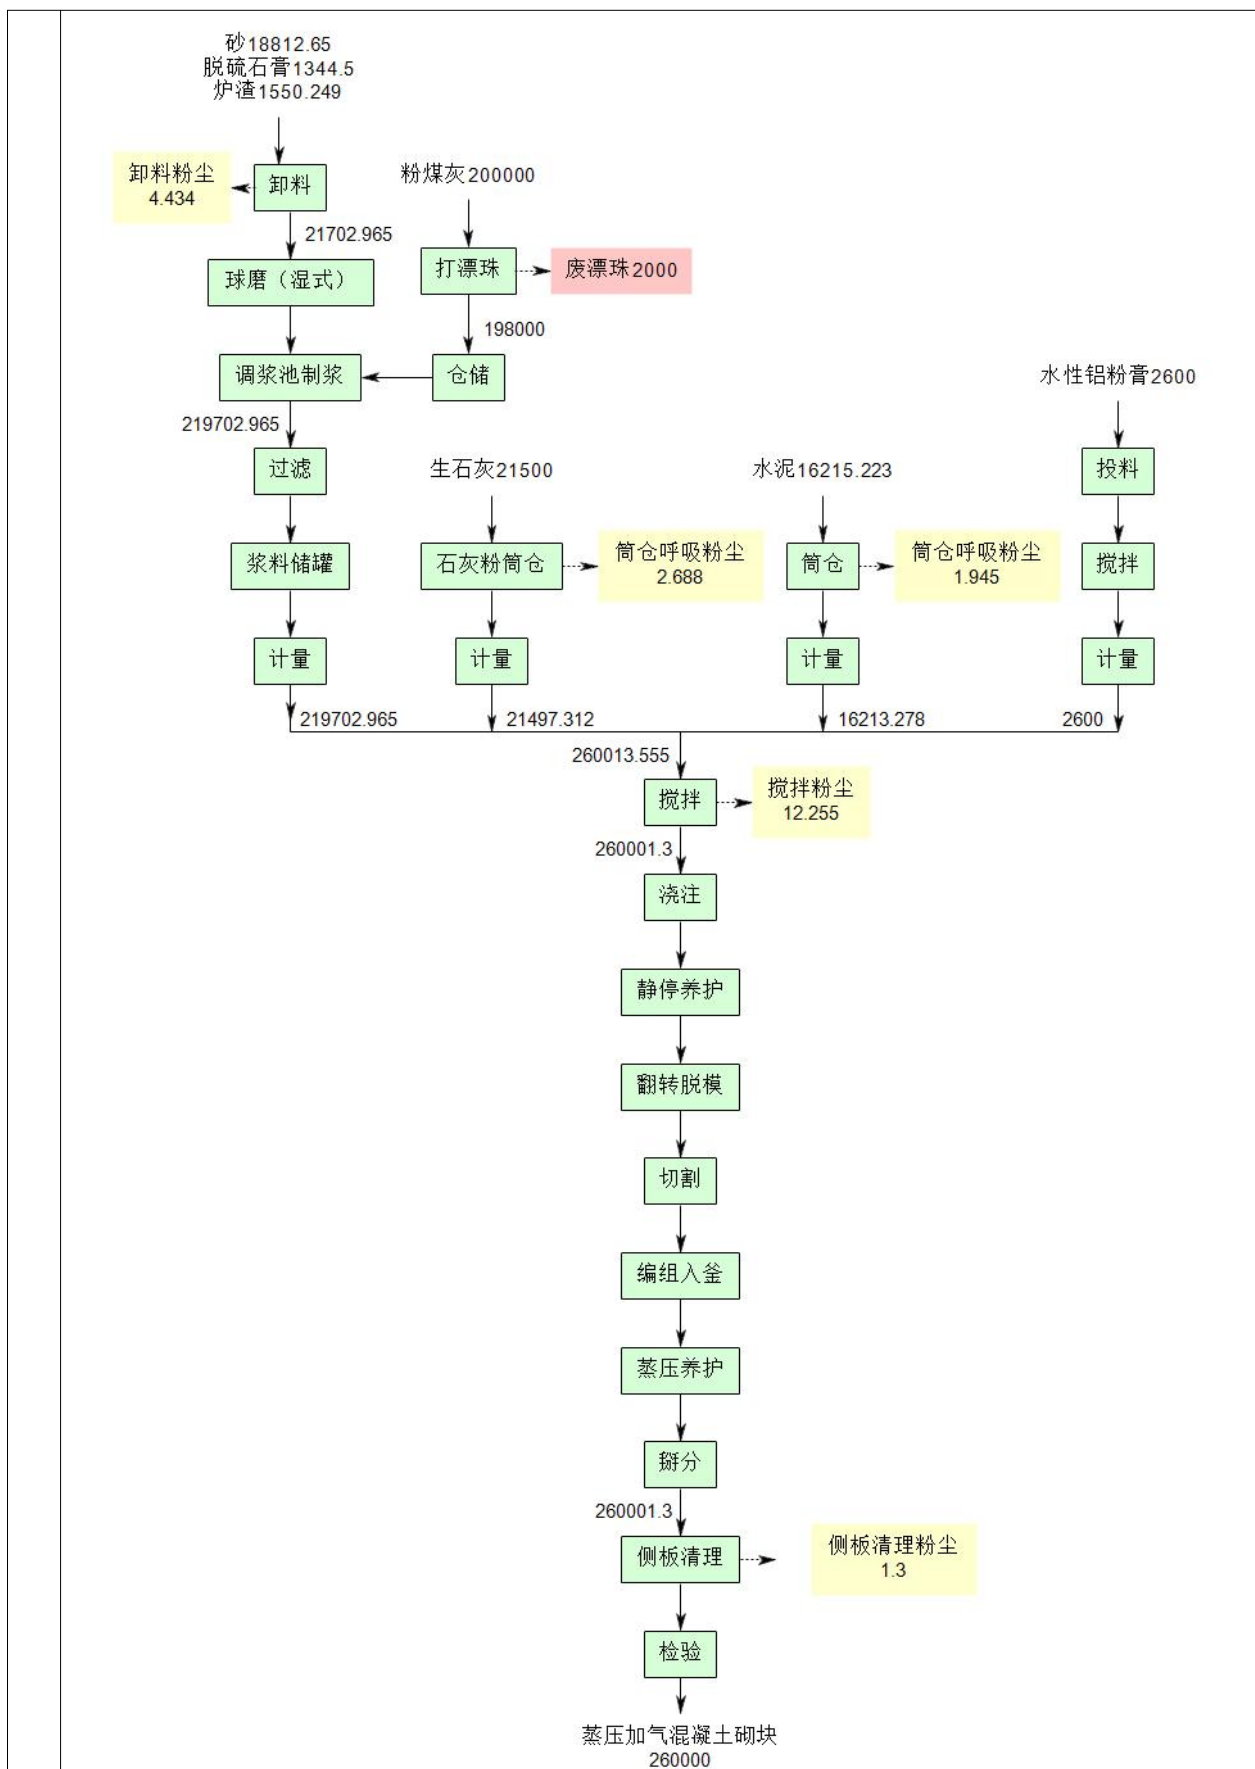 砂18812.65
脱硫石膏1344.5
炉渣1550.249
卸料粉尘
4.434
卸料
粉煤灰200000
21702.965
球磨（湿式）
打漂珠
废漂珠2000
198000
调浆池制浆
仓储
水性铝粉膏2600
219702.965
过滤
生石灰21500
水泥16215.223
投料
浆料储罐
石灰粉筒仓
筒仓呼吸粉尘
2.688
筒仓
筒仓呼吸粉尘
1.945
搅拌
计量
计量
计量
计量
219702.965
21497.312
16213.278
2600
260013.555
搅拌
搅拌粉尘
12.255
260001.3
浇注
静停养护
翻转脱模
切割
编组入釜
蒸压养护
掰分
260001.3
侧板清理
侧板清理粉尘
1.3
检验
蒸压加气混凝土砌块
260000